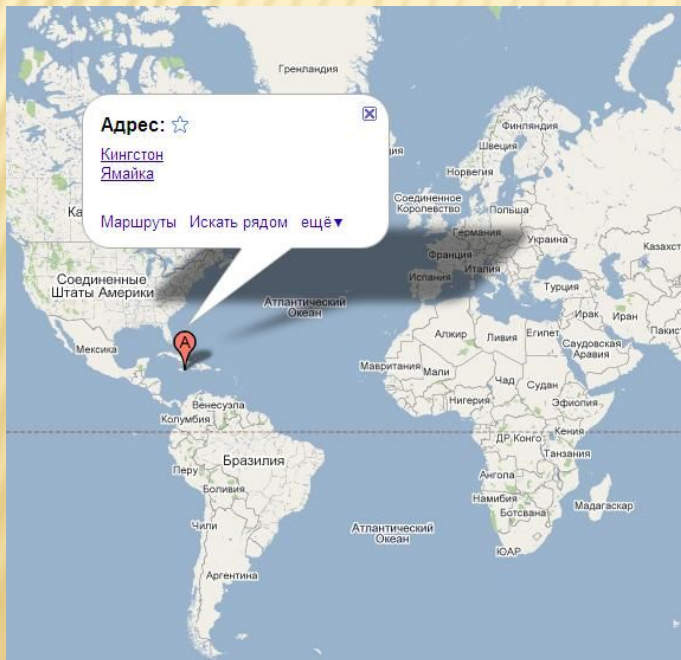 Гренландия
Адрес:
Кингстон
Ямайка
Маршруты Искать рядом ещё▼
Финляндия
Швеция
Норвегия
Соединенное
Королевство
Польша
Германия
Украина
Казахст
Франция
Италия
Испания
Турция
Соединенные
Штаты Америки
Атлантический
Океан
Ирак
Иран
Пакист
Алжир
Ливия
Египет
Саудовская
Аравия
A
Мексика
Мавритания
Мали
Чад
Судан
Нигерия
Эфиопия
Венесуэла
Колумбия
ДР Конго
Кения
Танзания
Перу
Бразилия
Боливия
Ангола
Намибия
Ботсвана
Мадагаскар
Чили
Атлантический
Океан
ЮАР
Аргентина